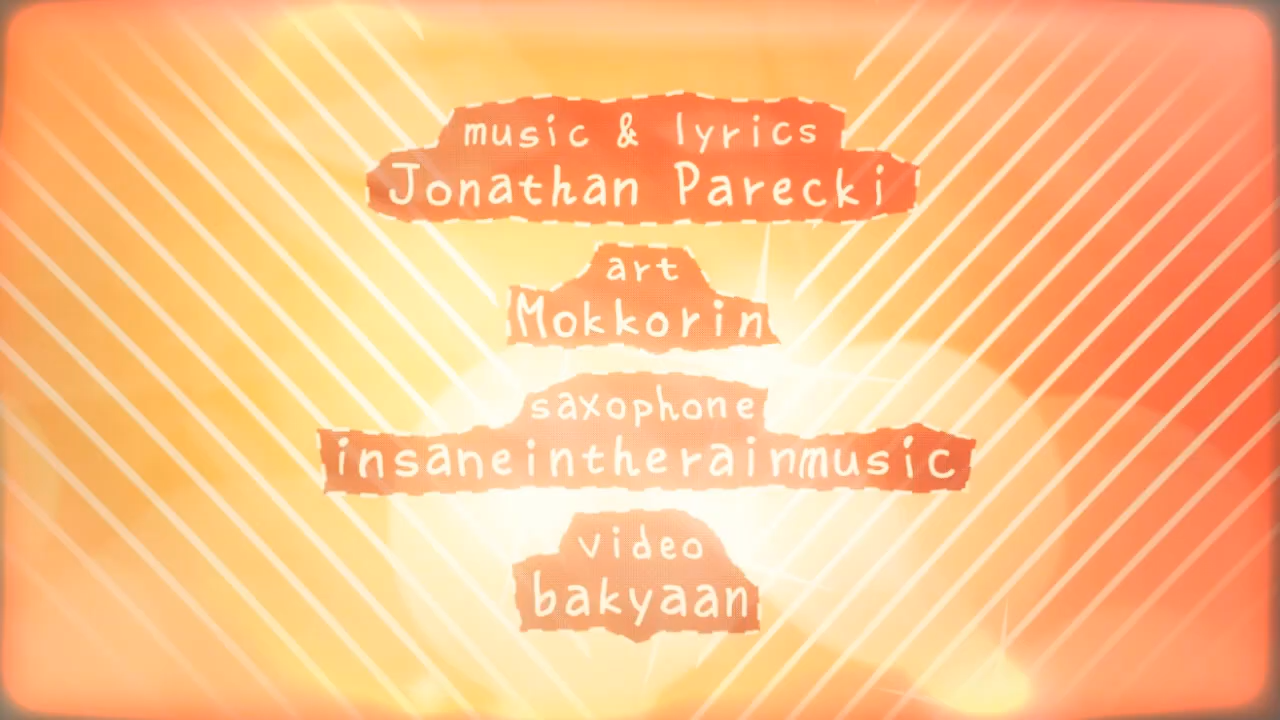 music & lyrics
Jonathan Parecki
art
Mokkorin
saxophone
insaneintherainmusic
video
bakyaan